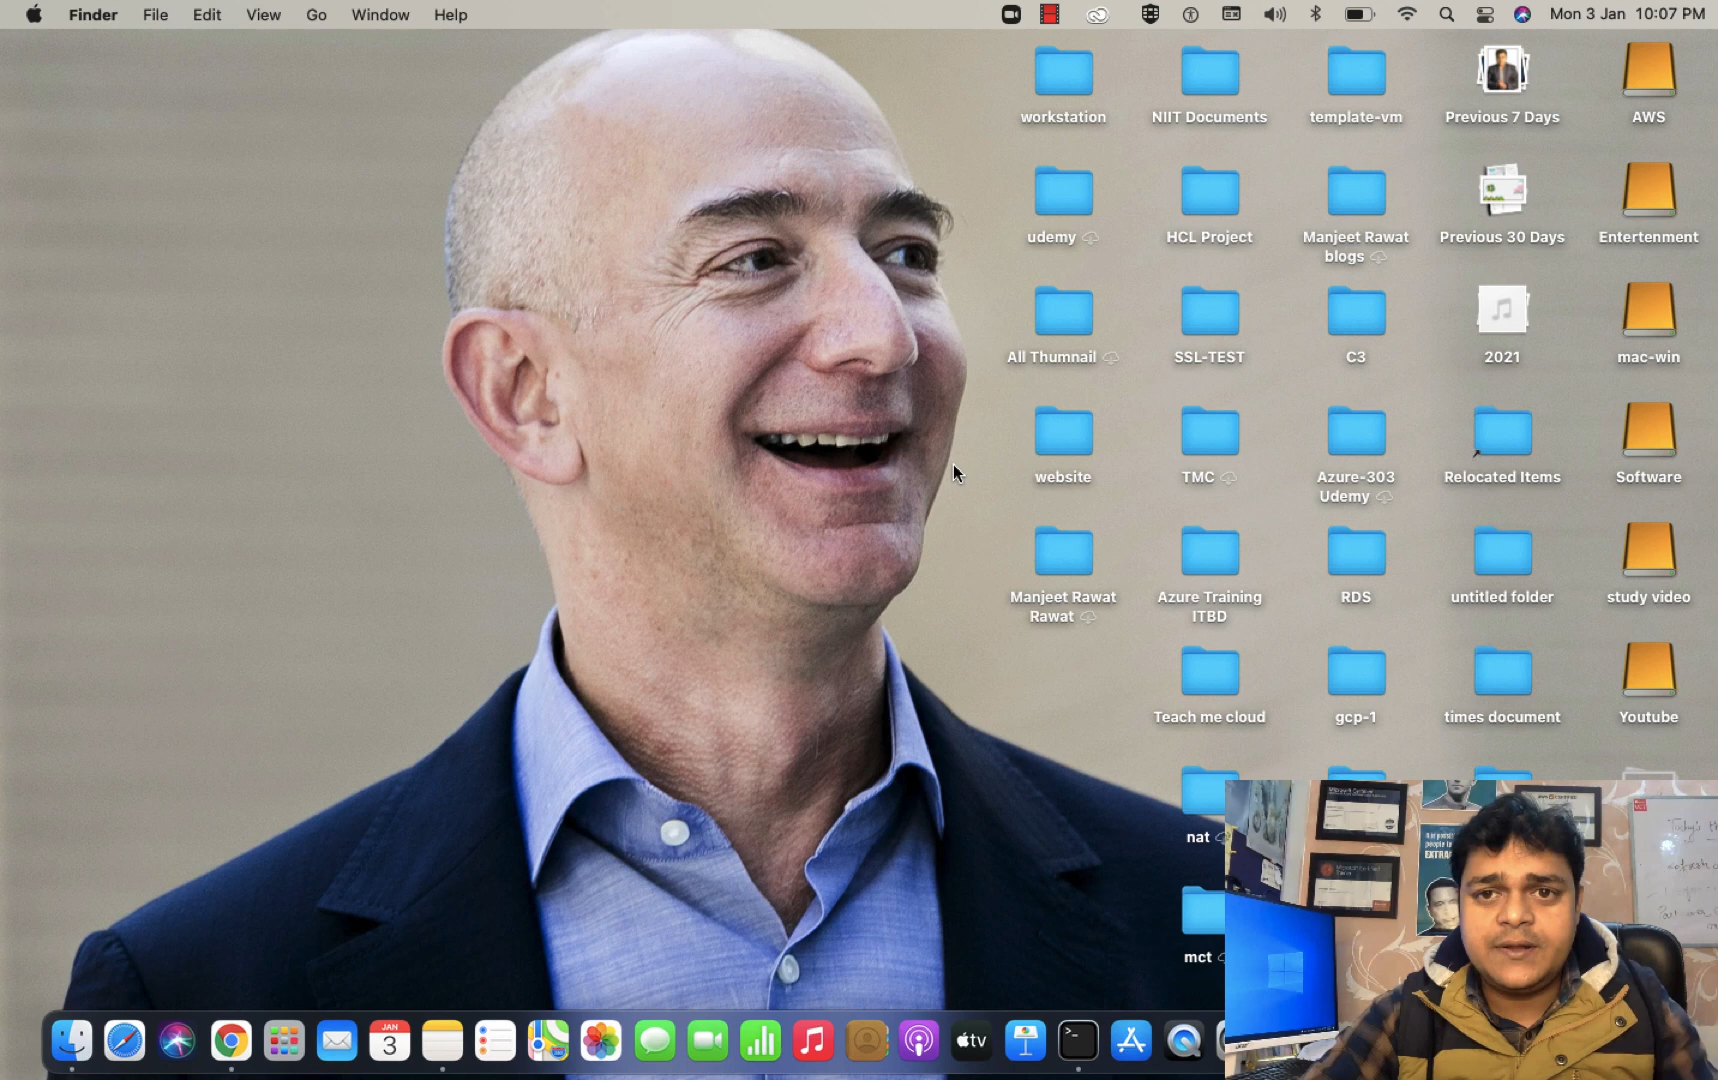 Finder File Edit View Go Window Help Mon 3 Jan 10:07 PM
workstation NIIT Documents template-vm Previous 7 Days AWS
udemy HCL Project Manjeet Rawat blogs Previous 30 Days Entertenment
All Thumnail SSL-TEST C3 2021 mac-win
website TMC Azure-303 Udemy Relocated Items Software
Manjeet Rawat Rawat Azure Training ITBD RDS untitled folder study video
Teach me cloud gcp-1 times document Youtube
nat
mct
EXTRA
Today's
JAN
3
tv
>_